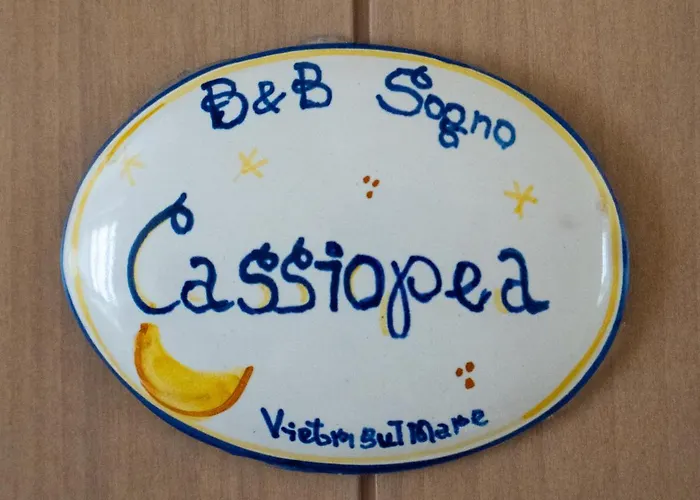 B&B Sogno
Cassiopea
Vietri sul Mare